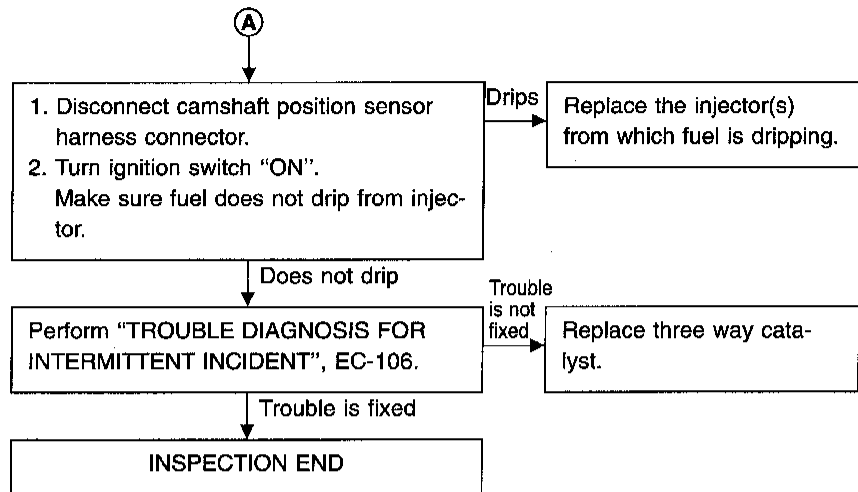 A
1. Disconnect camshaft position sensor
harness connector.
2. Turn ignition switch “ON”.
Make sure fuel does not drip from injec-
tor.
Drips
Replace the injector(s)
from which fuel is dripping.
Does not drip
Perform “TROUBLE DIAGNOSIS FOR
INTERMITTENT INCIDENT”, EC-106.
Trouble
is not
fixed
Replace three way cata-
lyst.
Trouble is fixed
INSPECTION END